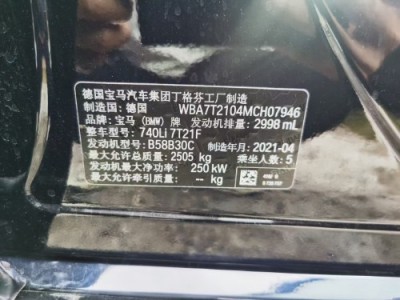 德国宝马汽车集团丁格芬工厂制造
制造国：德国 WBA7T2104MCH07946
品牌：宝马（BMW）牌 发动机排量：2998 mL
整车型号：740Li 7T21F
发动机型号：B58B30C 制造年月：2021-04
最大允许总质量：2505 kg 乘坐人数：5
发动机最大净功率：250 kW
最大允许牵引质量：-- kg